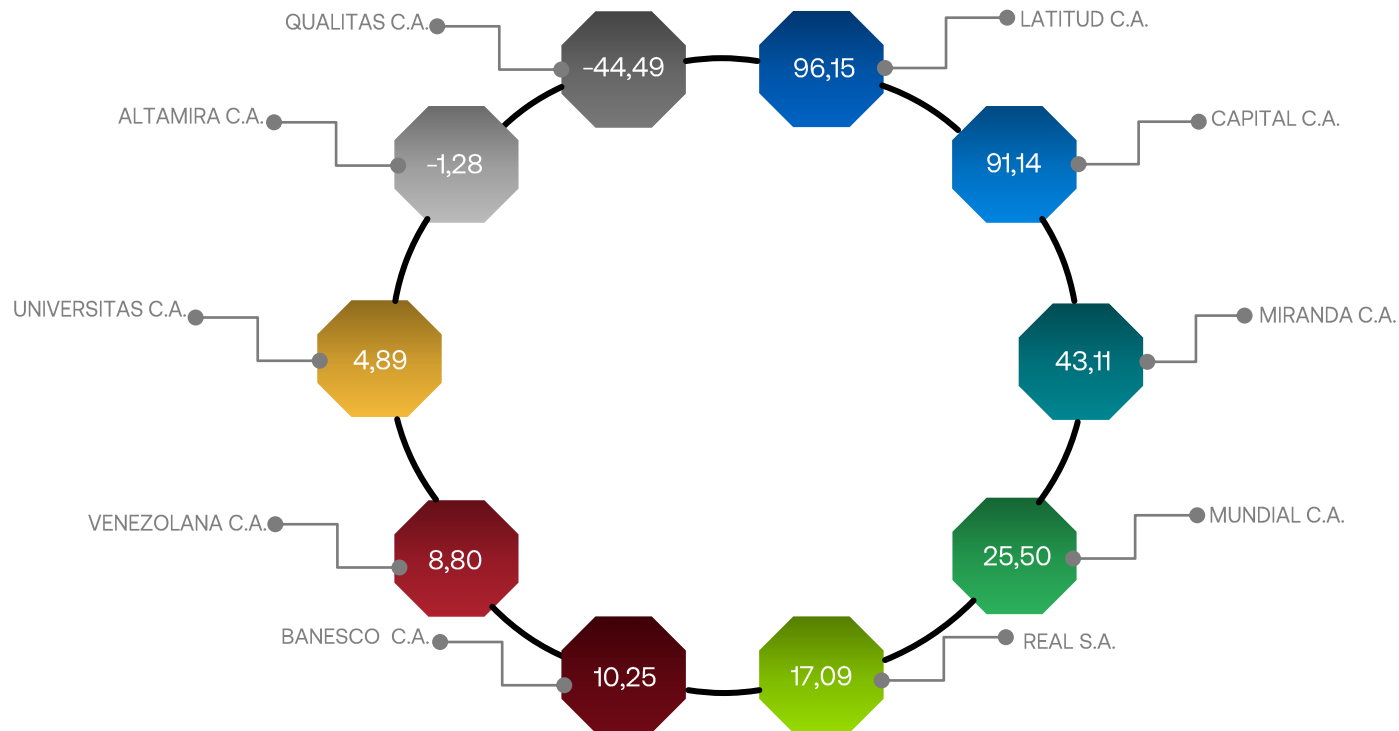 QUALITAS C.A.
-44,49
96,15
LATITUD C.A.
ALTAMIRA C.A.
-1,28
91,14
CAPITAL C.A.
UNIVERSITAS C.A.
4,89
43,11
MIRANDA C.A.
VENEZOLANA C.A.
8,80
25,50
MUNDIAL C.A.
BANESCO  C.A.
10,25
17,09
REAL S.A.